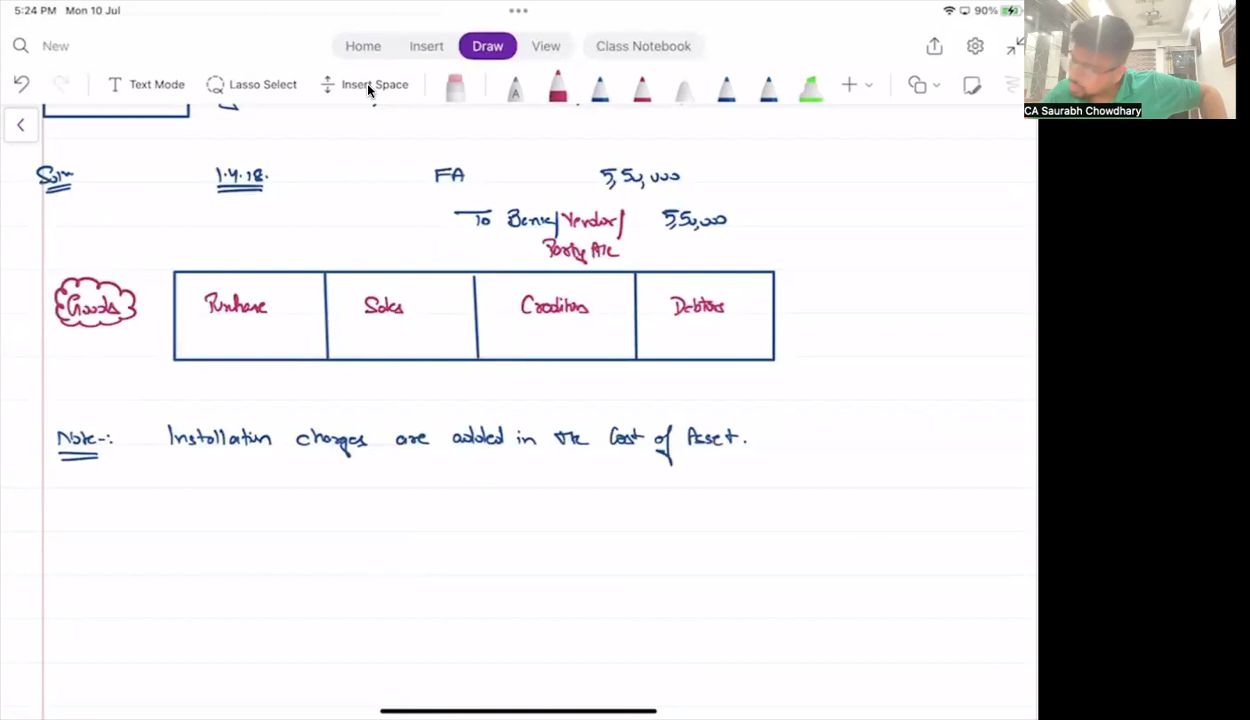 5:24 PM Mon 10 Jul
90%
New
Home Insert Draw View Class Notebook
Text Mode Lasso Select Insert Space
A
CA Saurabh Chowdhary
Soln 1.4.18. FA 5,50,000
To Bank/Vendor/ 5,50,000
Party A/c
Goods Purchase Sales Creditors Debtors
Note-: Installation charges are added in the Cost of Asset.